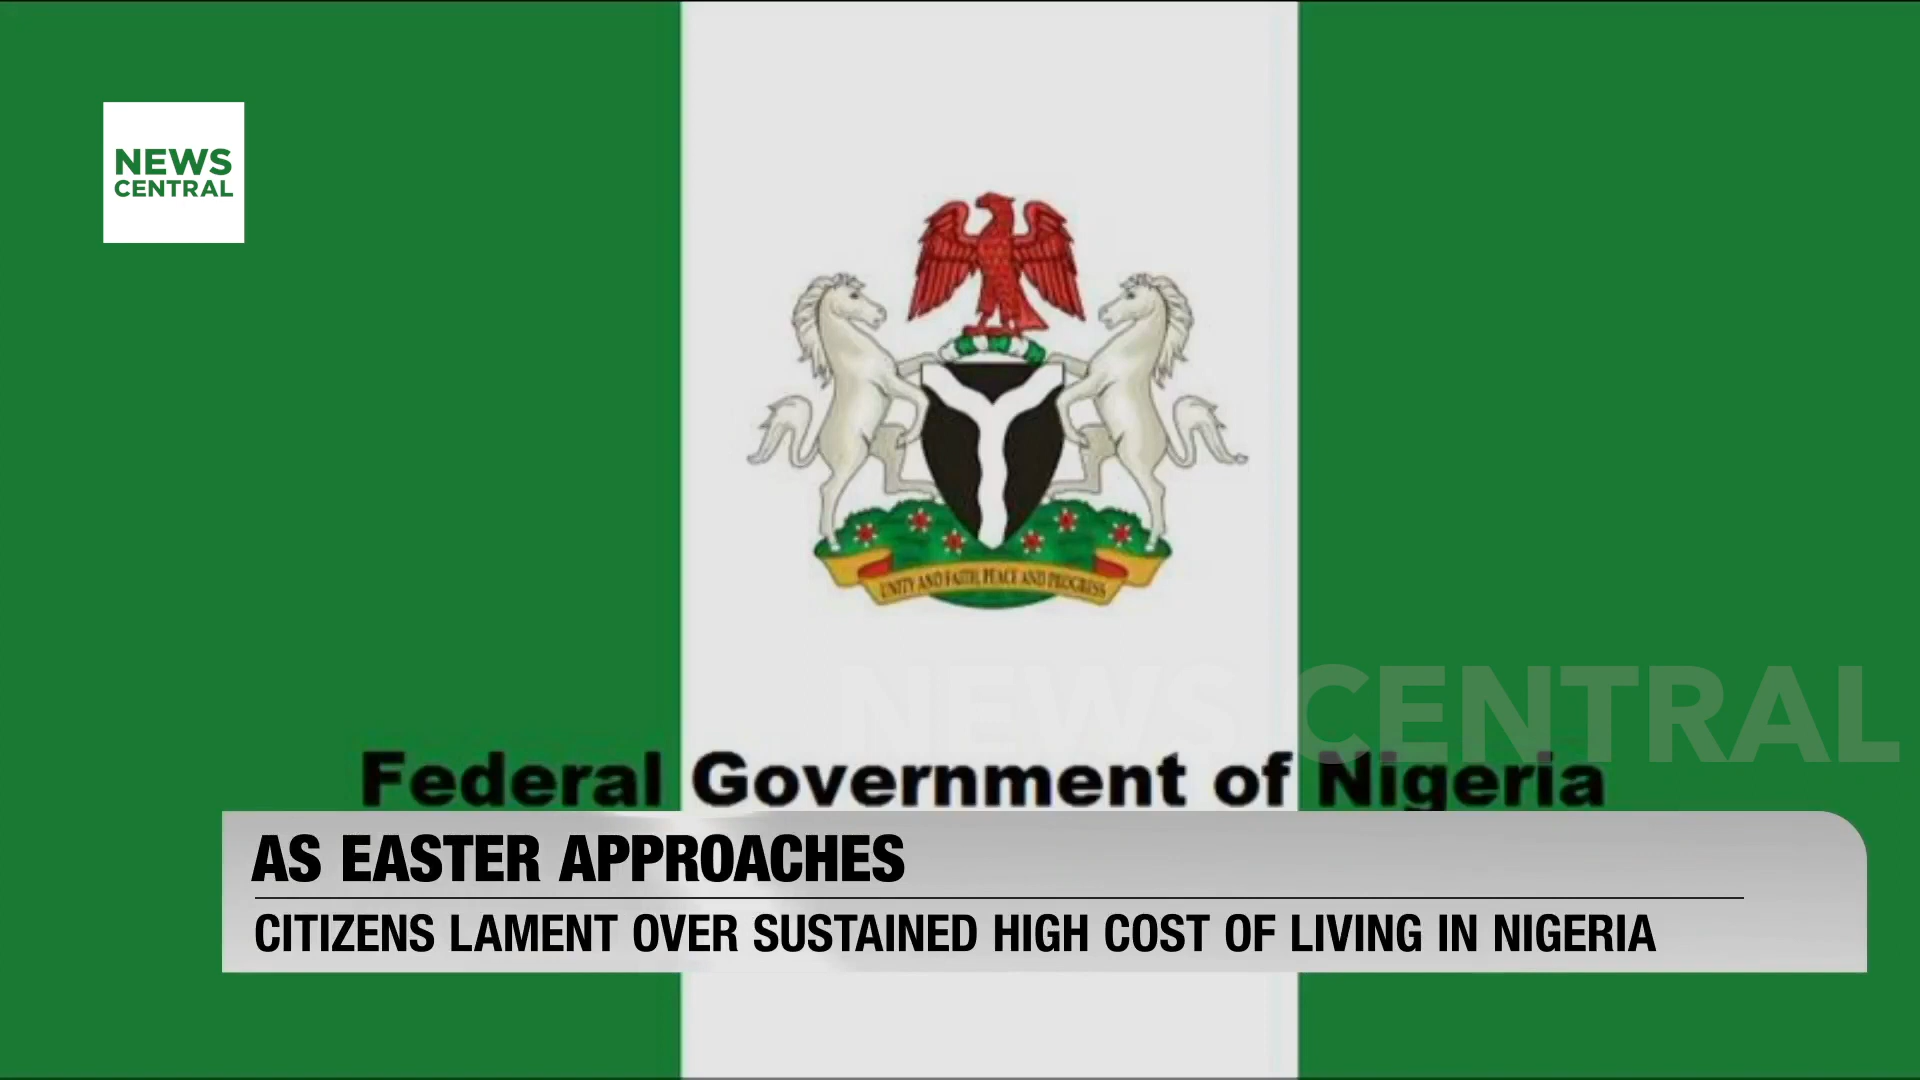 NEWS
CENTRAL
UNITY AND FAITH, PEACE AND PROGRESS
NEWS CENTRAL
Federal Government of Nigeria
AS EASTER APPROACHES
CITIZENS LAMENT OVER SUSTAINED HIGH COST OF LIVING IN NIGERIA